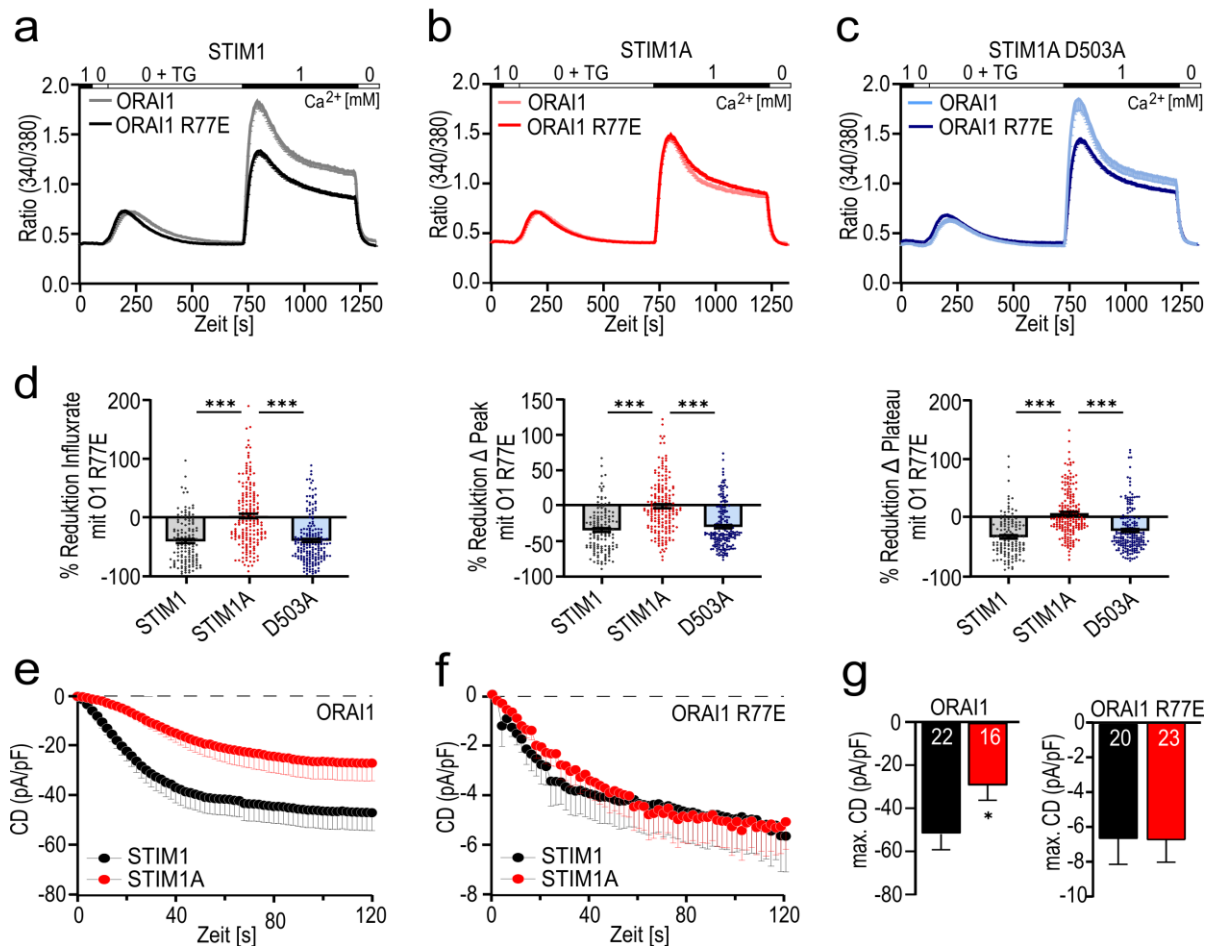 a
STIM1
1 0 0 + TG 1 0
Ca2+ [mM]
ORAI1
ORAI1 R77E
Ratio (340/380)
2.0
1.5
1.0
0.5
0.0
0 250 500 750 1000 1250
Zeit [s]
b
STIM1A
1 0 0 + TG 1 0
Ca2+ [mM]
ORAI1
ORAI1 R77E
Ratio (340/380)
2.0
1.5
1.0
0.5
0.0
0 250 500 750 1000 1250
Zeit [s]
c
STIM1A D503A
1 0 0 + TG 1 0
Ca2+ [mM]
ORAI1
ORAI1 R77E
Ratio (340/380)
2.0
1.5
1.0
0.5
0.0
0 250 500 750 1000 1250
Zeit [s]
d
% Reduktion Influxrate
mit O1 R77E
200
100
0
-100
*** ***
STIM1 STIM1A D503A
% Reduktion Δ Peak
mit O1 R77E
150
100
50
0
-50
-100
*** ***
STIM1 STIM1A D503A
% Reduktion Δ Plateau
mit O1 R77E
200
100
0
-100
*** ***
STIM1 STIM1A D503A
e
ORAI1
CD (pA/pF)
0
-20
-40
-60
-80
STIM1
STIM1A
0 40 80 120
Zeit [s]
f
ORAI1 R77E
CD (pA/pF)
0
-2
-4
-6
-8
STIM1
STIM1A
0 40 80 120
Zeit [s]
g
ORAI1
max. CD (pA/pF)
0
-20
-40
-60
-80
22 16
*
ORAI1 R77E
max. CD (pA/pF)
0
-2
-4
-6
-8
-10
20 23